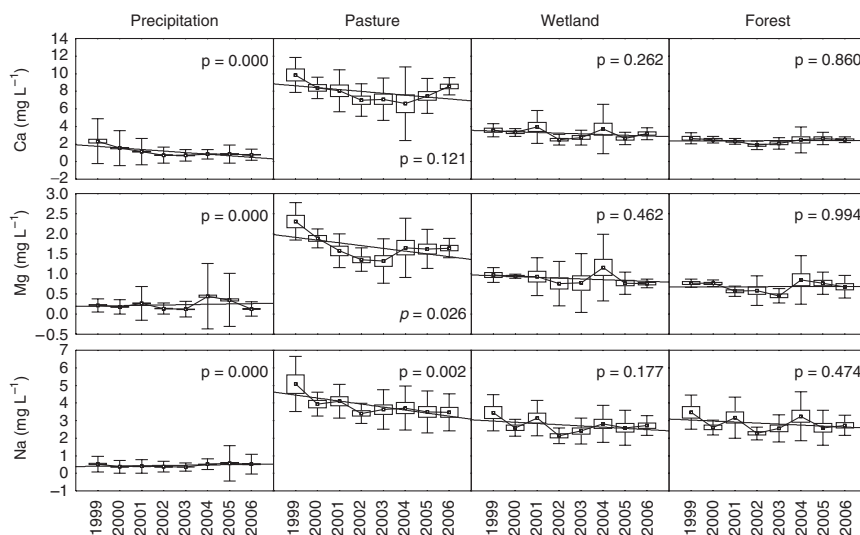 Precipitation Pasture Wetland Forest
Ca (mg L⁻¹)
14
12
10
8
6
4
2
0
−2
p = 0.000
p = 0.121
p = 0.262
p = 0.860
Mg (mg L⁻¹)
3.0
2.5
2.0
1.5
1.0
0.5
0.0
−0.5
p = 0.000
p = 0.026
p = 0.462
p = 0.994
Na (mg L⁻¹)
7
6
5
4
3
2
1
0
−1
p = 0.000
p = 0.002
p = 0.177
p = 0.474
1999 2000 2001 2002 2003 2004 2005 2006 1999 2000 2001 2002 2003 2004 2005 2006 1999 2000 2001 2002 2003 2004 2005 2006 1999 2000 2001 2002 2003 2004 2005 2006